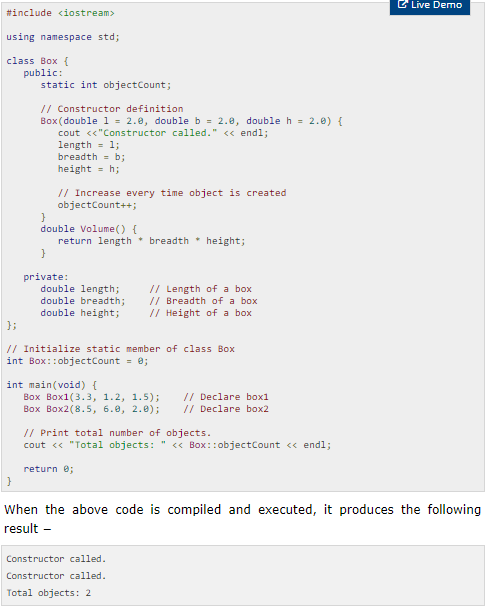 Live Demo
#include <iostream>
using namespace std;
class Box {
public:
static int objectCount;
// Constructor definition
Box(double l = 2.0, double b = 2.0, double h = 2.0) {
cout <<"Constructor called." << endl;
length = l;
breadth = b;
height = h;
// Increase every time object is created
objectCount++;
}
double Volume() {
return length * breadth * height;
}
private:
double length;     // Length of a box
double breadth;    // Breadth of a box
double height;     // Height of a box
};
// Initialize static member of class Box
int Box::objectCount = 0;
int main(void) {
Box Box1(3.3, 1.2, 1.5);    // Declare box1
Box Box2(8.5, 6.0, 2.0);    // Declare box2
// Print total number of objects.
cout << "Total objects: " << Box::objectCount << endl;
return 0;
}
When the above code is compiled and executed, it produces the following
result −
Constructor called.
Constructor called.
Total objects: 2